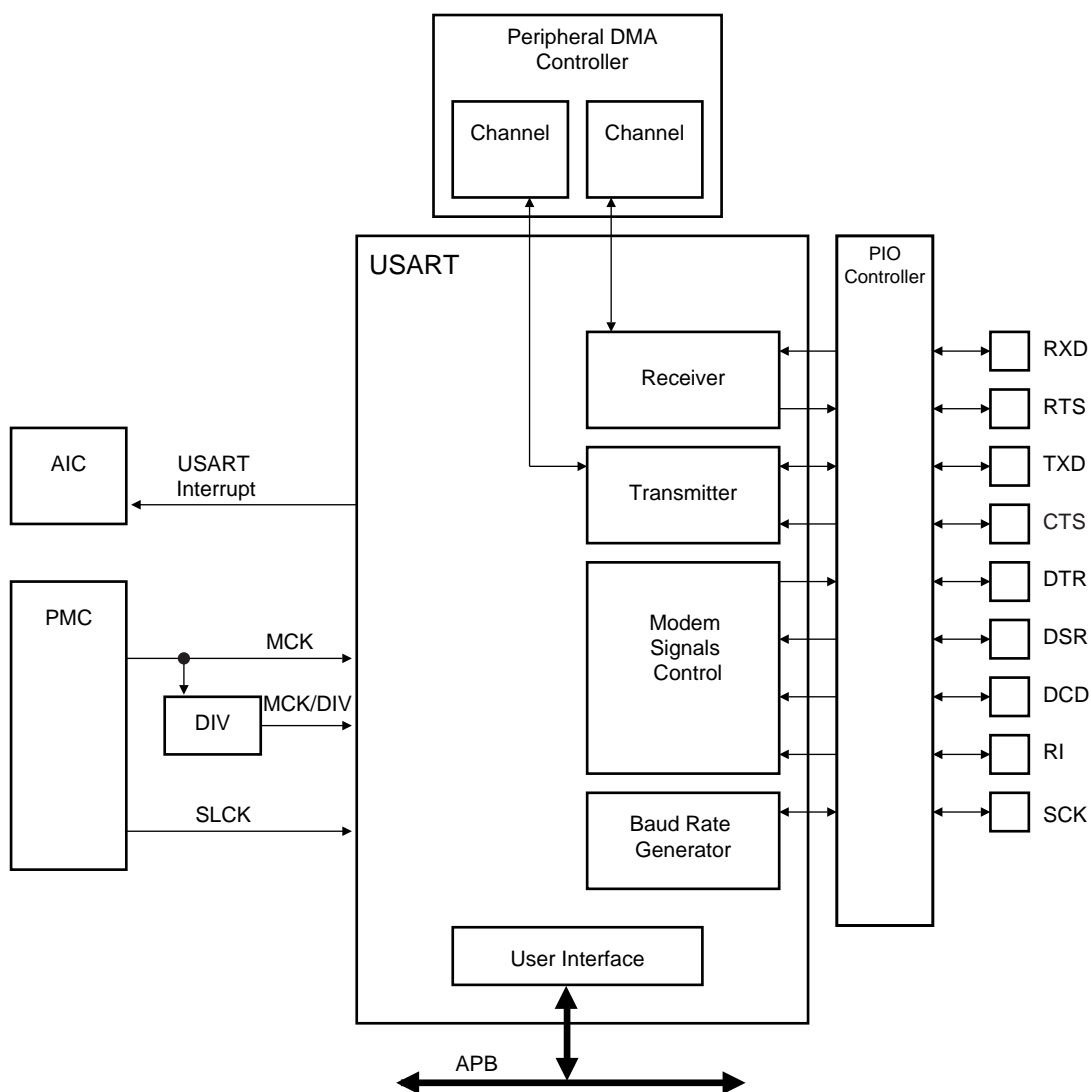 Peripheral DMA
Controller
Channel
Channel
USART
PIO
Controller
Receiver
RXD
RTS
AIC
USART
Interrupt
Transmitter
TXD
CTS
PMC
MCK
DIV
MCK/DIV
SLCK
Modem
Signals
Control
DTR
DSR
DCD
RI
Baud Rate
Generator
SCK
User Interface
APB